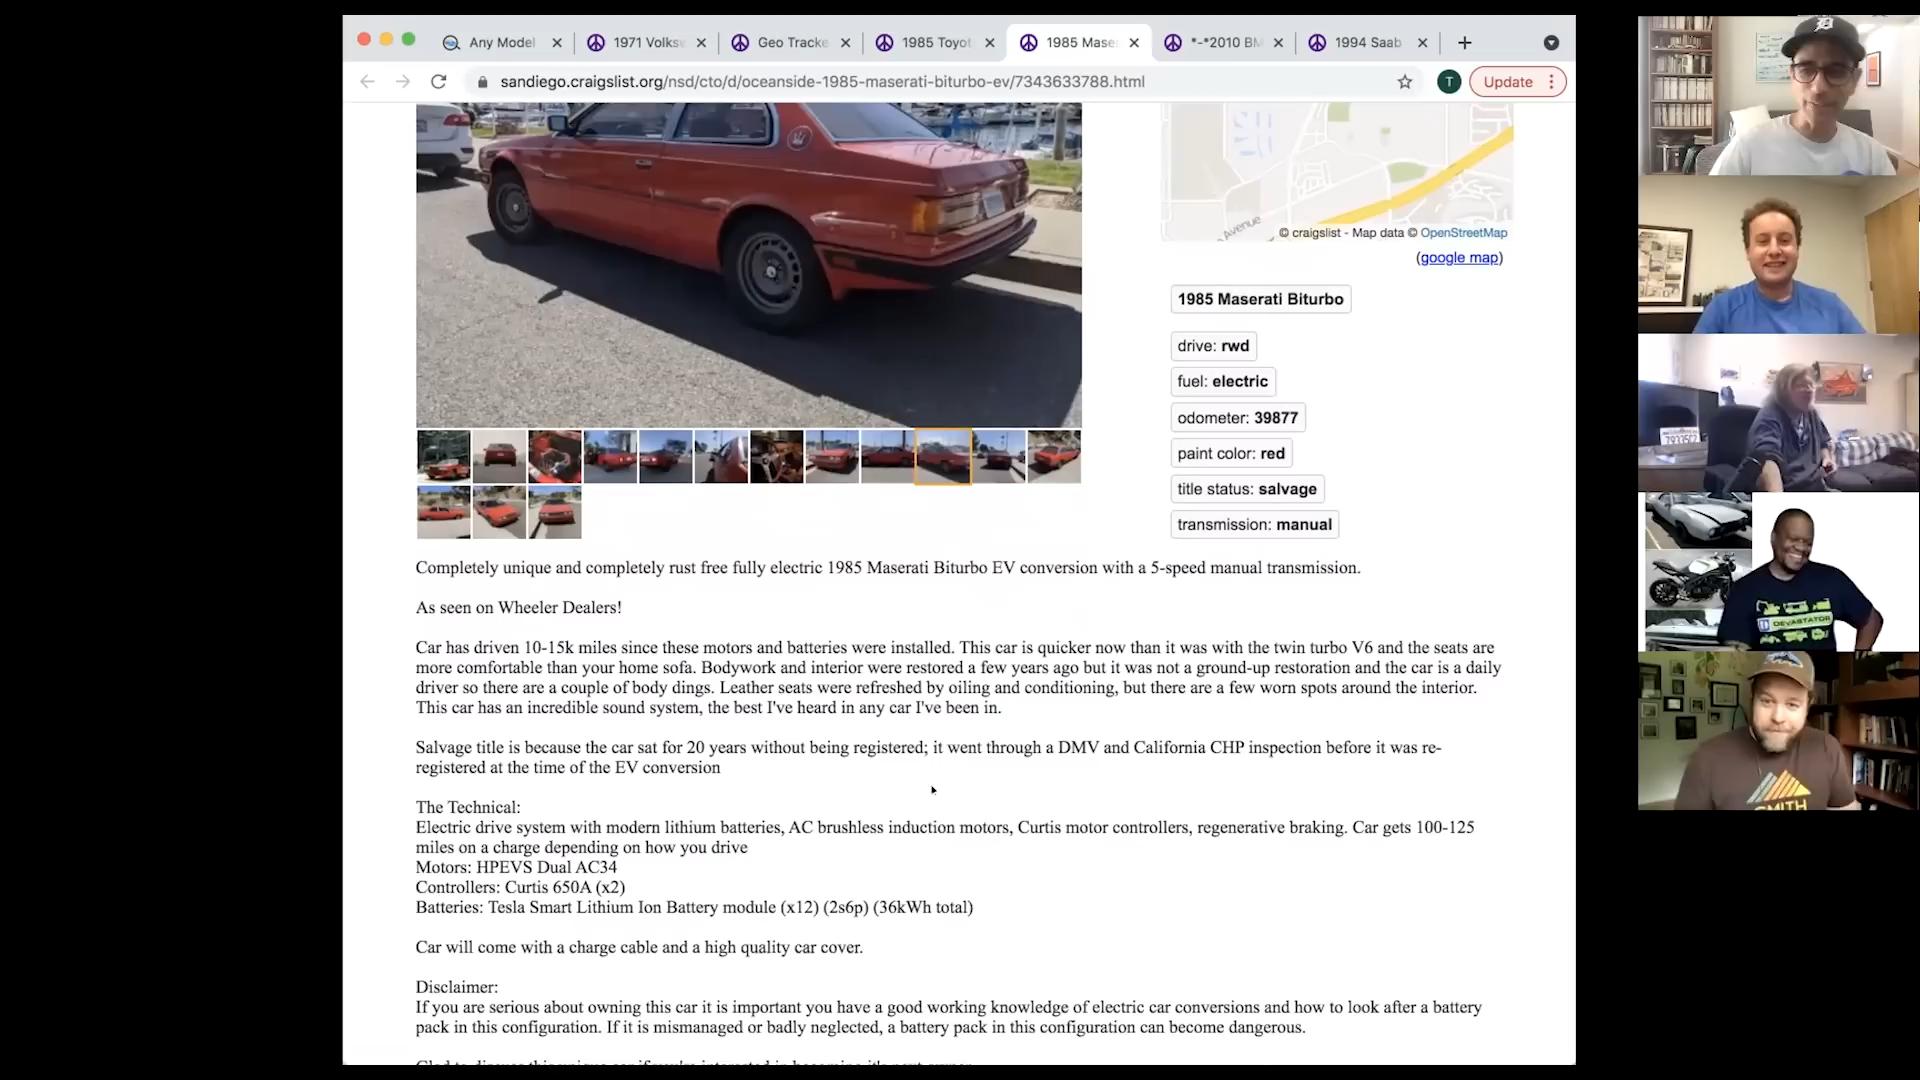 Any Model
1971 Volksw
Geo Tracke
1985 Toyot
1985 Mase
*-*2010 BM
1994 Saab
sandiego.craigslist.org/nsd/cto/d/oceanside-1985-maserati-biturbo-ev/7343633788.html
T
Update
Avenue
© craigslist - Map data © OpenStreetMap
(google map)
1985 Maserati Biturbo
drive: rwd
fuel: electric
odometer: 39877
paint color: red
title status: salvage
transmission: manual
Completely unique and completely rust free fully electric 1985 Maserati Biturbo EV conversion with a 5-speed manual transmission.
As seen on Wheeler Dealers!
Car has driven 10-15k miles since these motors and batteries were installed. This car is quicker now than it was with the twin turbo V6 and the seats are
more comfortable than your home sofa. Bodywork and interior were restored a few years ago but it was not a ground-up restoration and the car is a daily
driver so there are a couple of body dings. Leather seats were refreshed by oiling and conditioning, but there are a few worn spots around the interior.
This car has an incredible sound system, the best I've heard in any car I've been in.
Salvage title is because the car sat for 20 years without being registered; it went through a DMV and California CHP inspection before it was re-
registered at the time of the EV conversion
The Technical:
Electric drive system with modern lithium batteries, AC brushless induction motors, Curtis motor controllers, regenerative braking. Car gets 100-125
miles on a charge depending on how you drive
Motors: HPEVS Dual AC34
Controllers: Curtis 650A (x2)
Batteries: Tesla Smart Lithium Ion Battery module (x12) (2s6p) (36kWh total)
Car will come with a charge cable and a high quality car cover.
Disclaimer:
If you are serious about owning this car it is important you have a good working knowledge of electric car conversions and how to look after a battery
pack in this configuration. If it is mismanaged or badly neglected, a battery pack in this configuration can become dangerous.
DEVASTATOR
SMITH